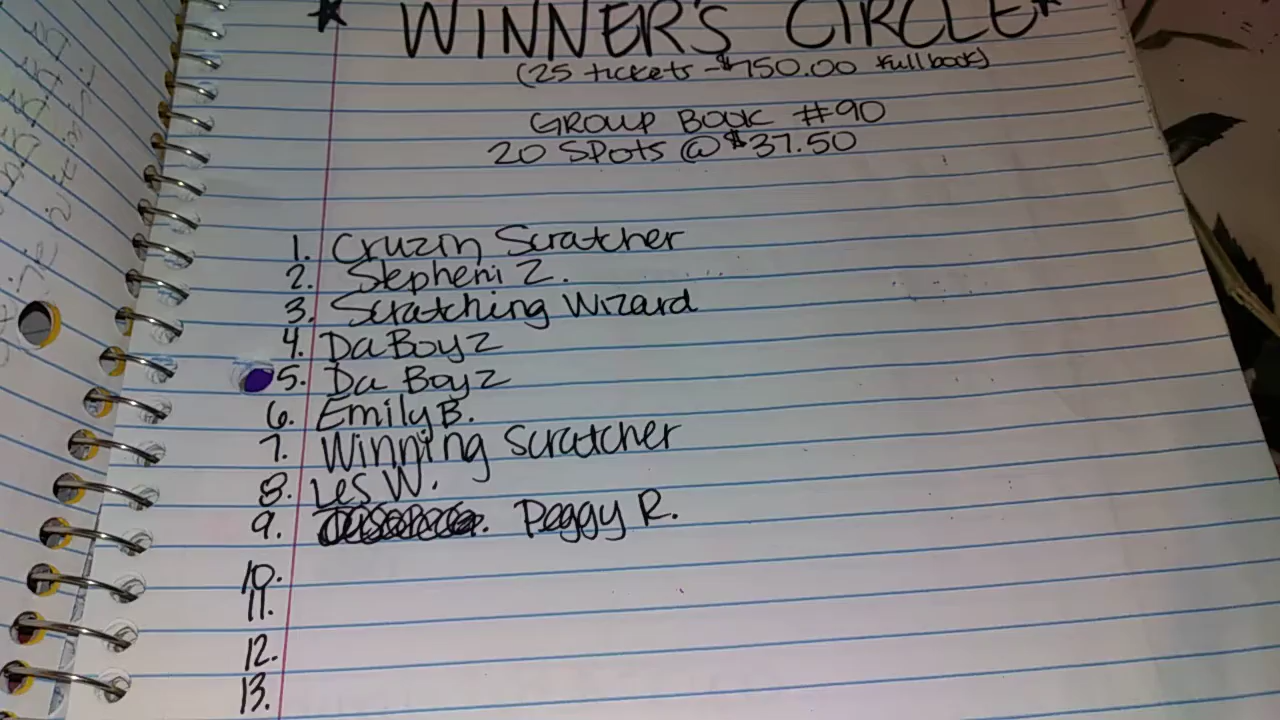 ★ WINNER'S CIRCLE★
(25 tickets - $750.00 *full book)
GROUP BOOK #90
20 SPOTS @ $37.50
1. Cruzin Scratcher
2. Stepheni Z.
3. Scratching Wizard
4. Da Boyz
5. Da Boyz
6. Emily B.
7. Winning Scratcher
8. Les W.
9. Peggy R.
10.
11.
12.
13.